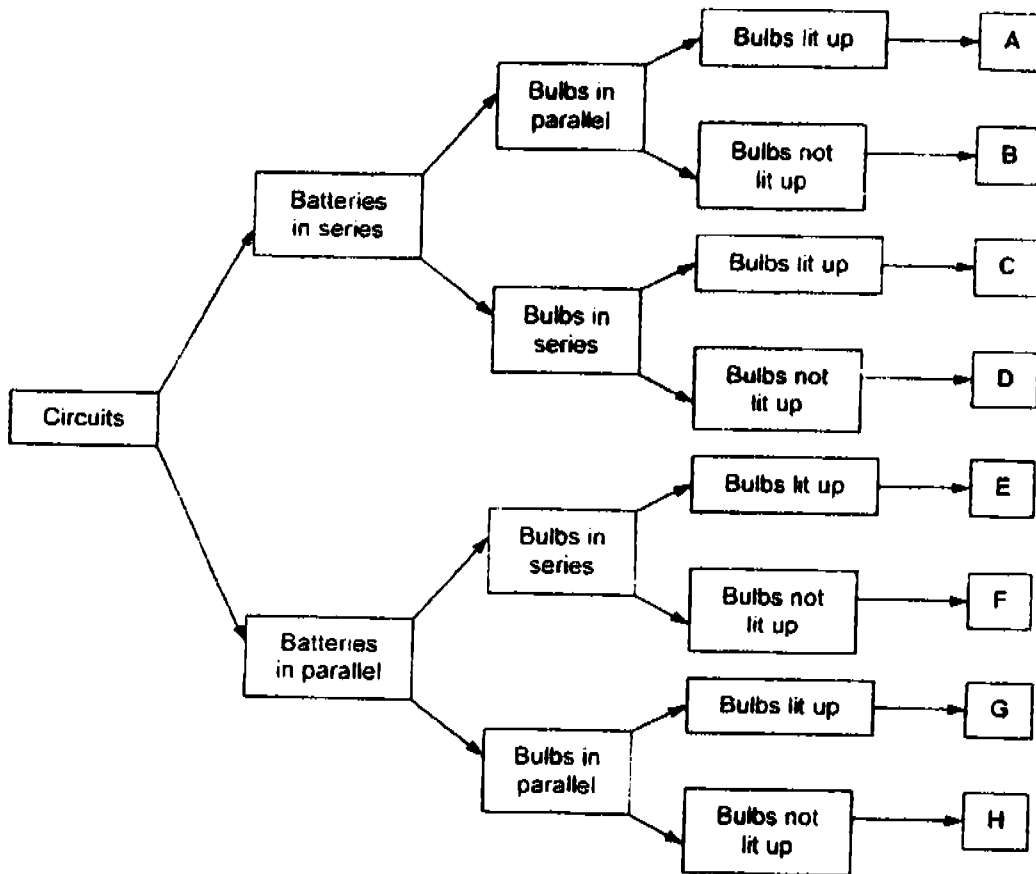 Bulbs lit up
A
Bulbs in
parallel
Bulbs not
lit up
B
Batteries
in series
Bulbs lit up
C
Bulbs in
series
Bulbs not
lit up
D
Circuits
Bulbs lit up
E
Bulbs in
series
Bulbs not
lit up
F
Batteries
in parallel
Bulbs lit up
G
Bulbs in
parallel
Bulbs not
lit up
H